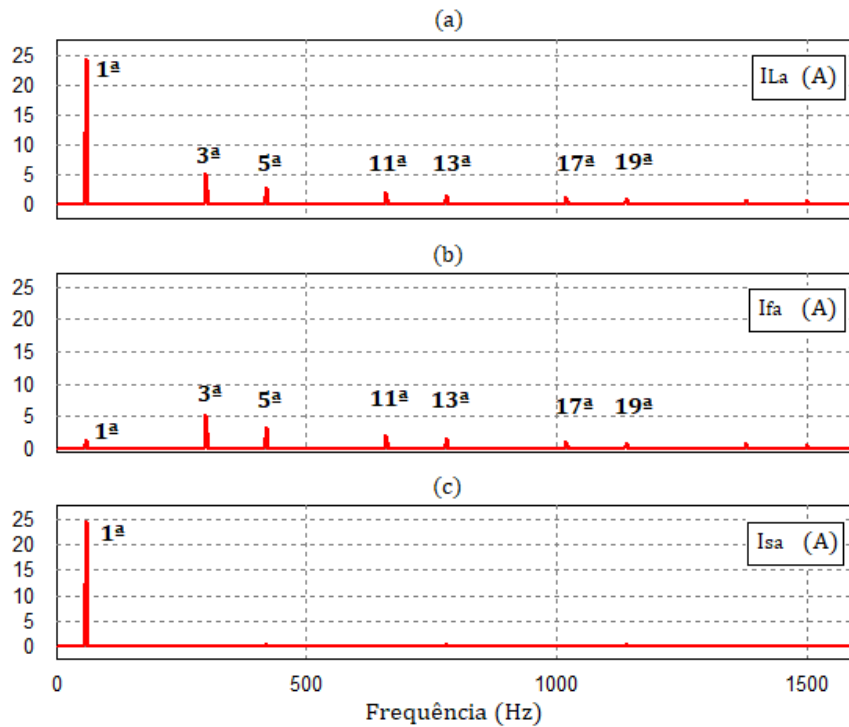 (a)
25
20
15
10
5
0
1ª
3ª
5ª
11ª
13ª
17ª
19ª
ILa (A)
(b)
25
20
15
10
5
0
1ª
3ª
5ª
11ª
13ª
17ª
19ª
Ifa (A)
(c)
25
20
15
10
5
0
1ª
Isa (A)
0
500
1000
1500
Frequência (Hz)